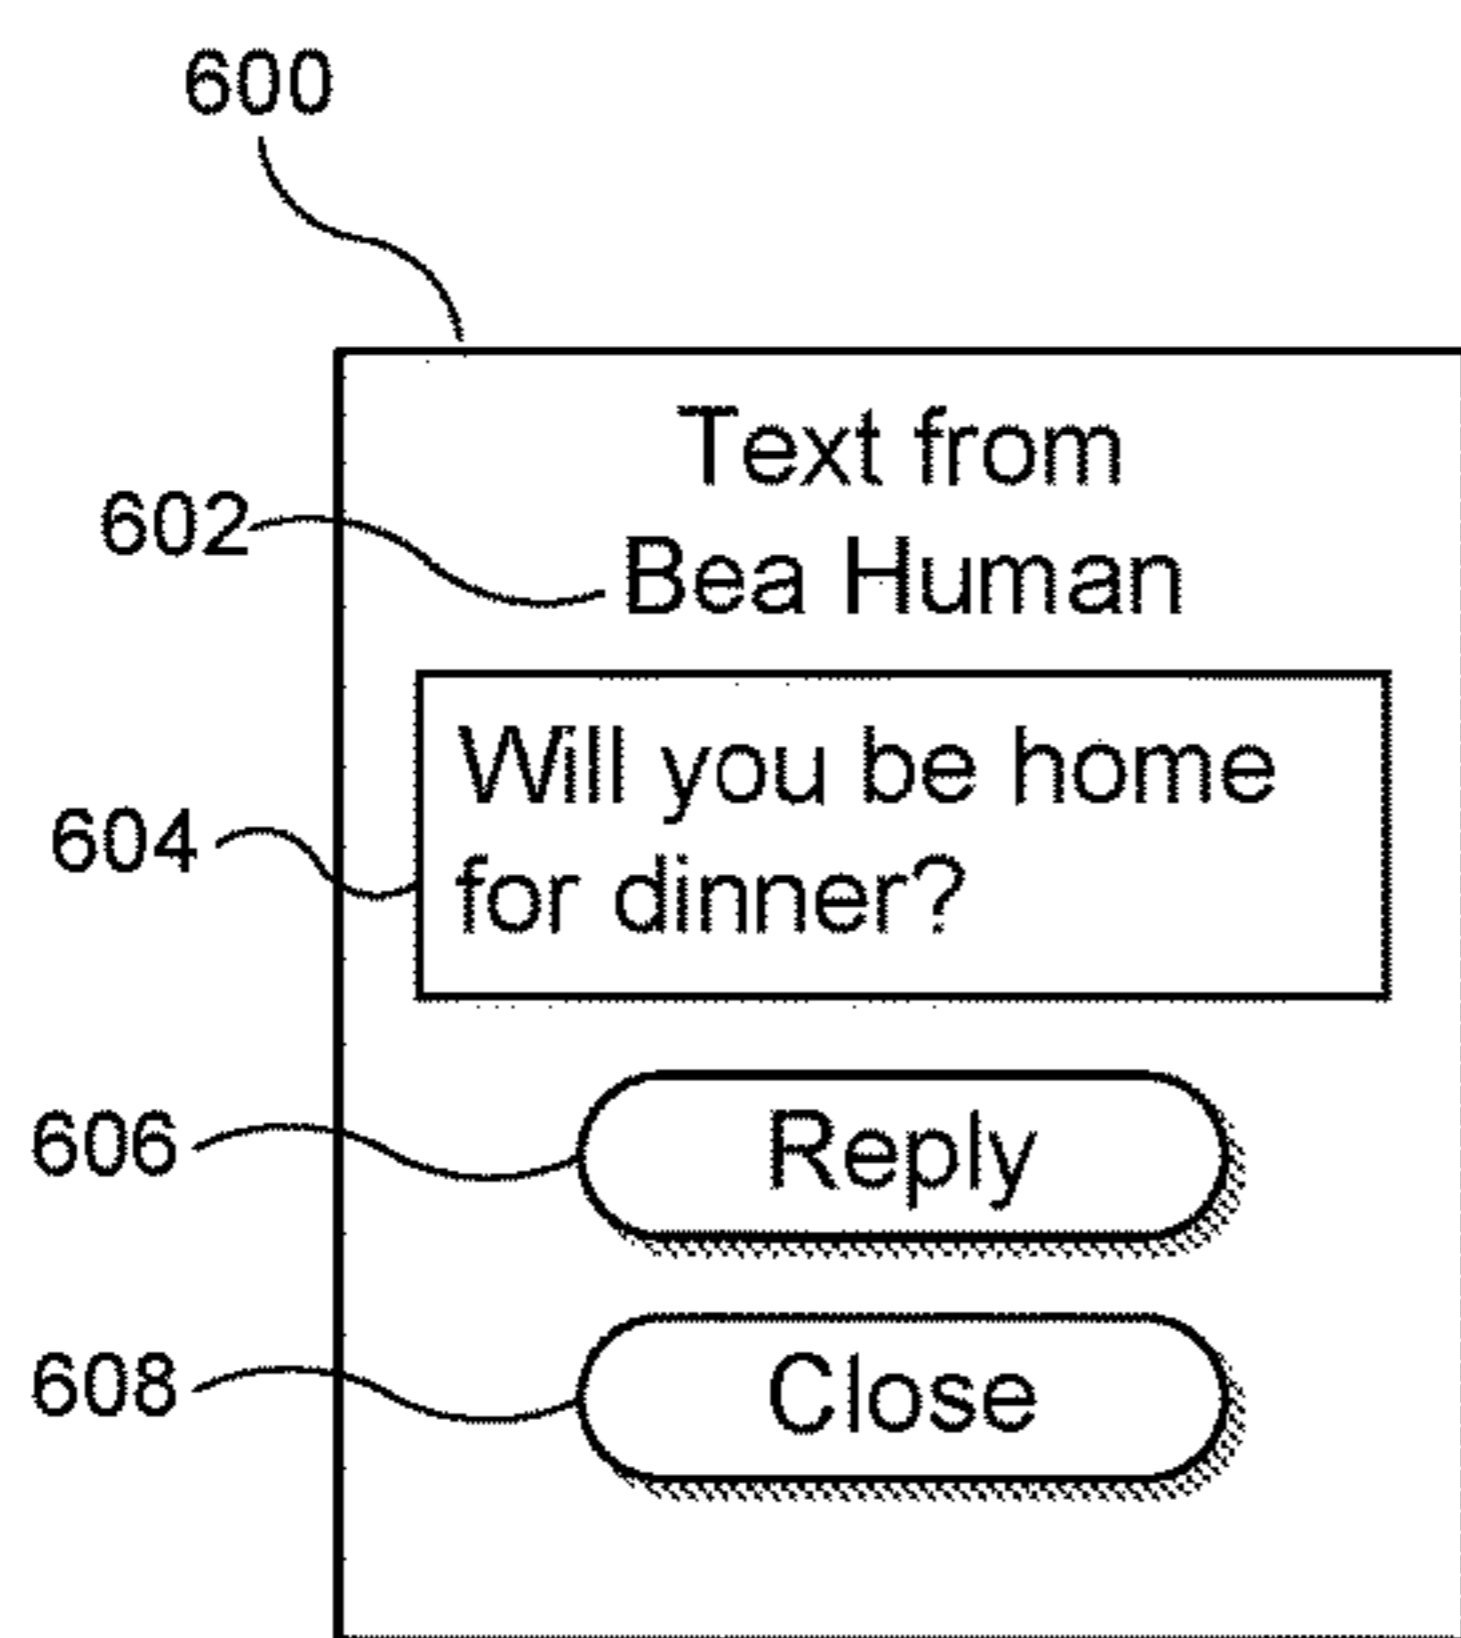 600
Text from
602
Bea Human
Will you be home
604
for dinner?
606
Reply
608
Close